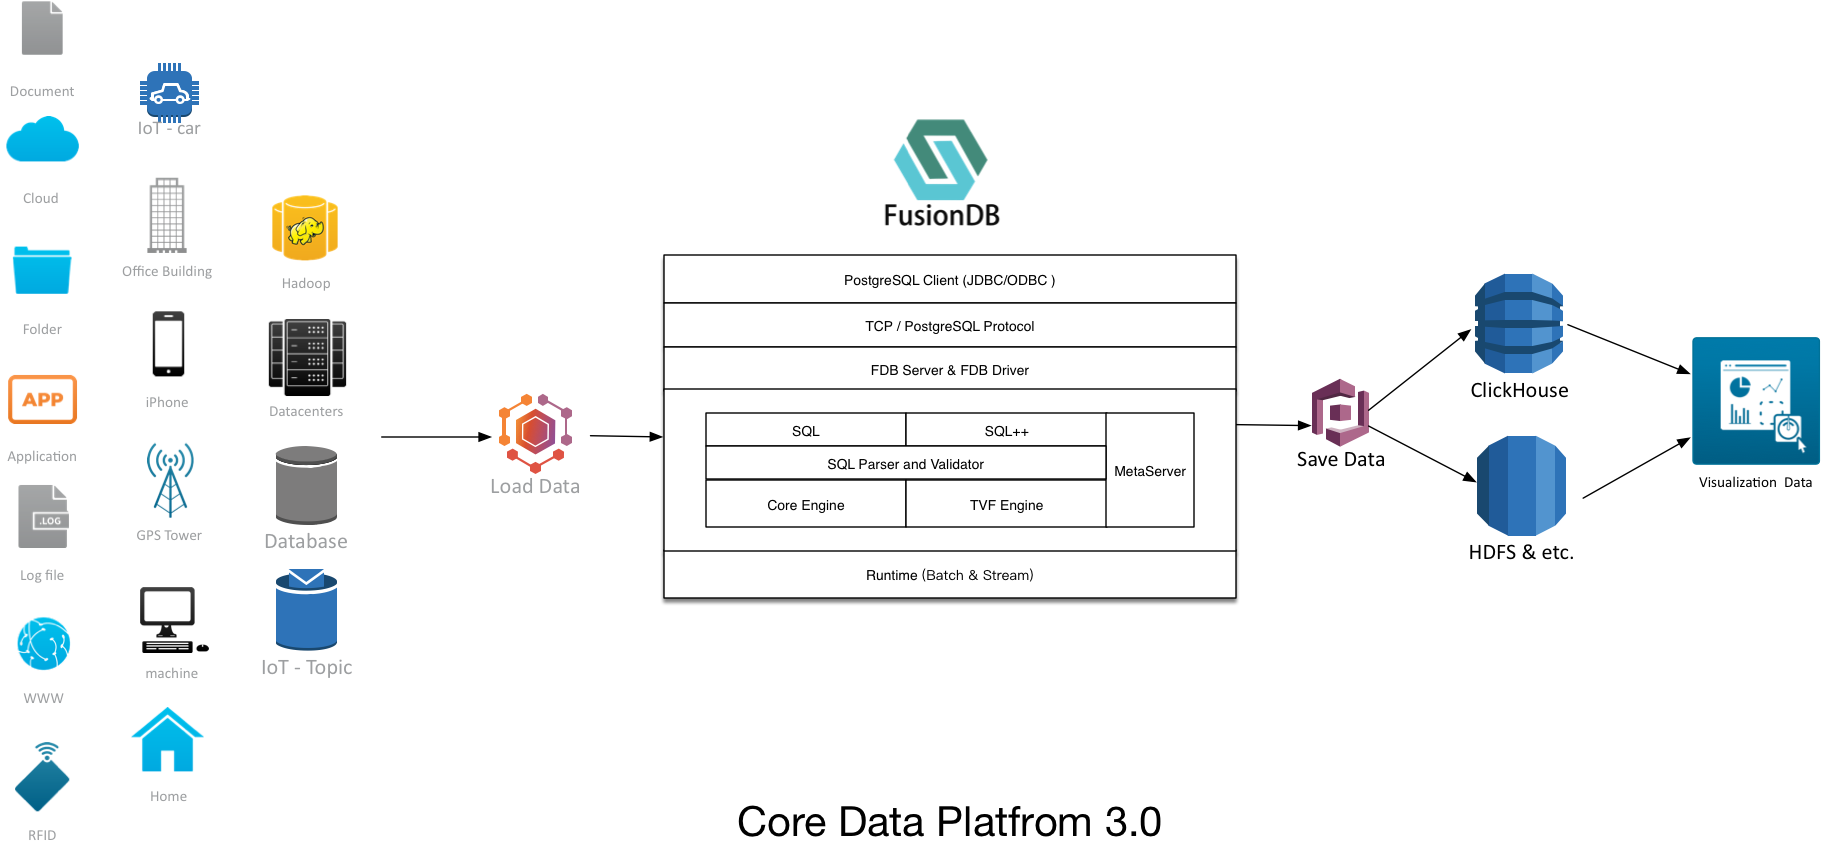 Document
Cloud
Folder
APP
Application
.LOG
Log file
WWW
RFID
IoT - car
Office Building
iPhone
GPS Tower
machine
Home
Hadoop
Datacenters
Database
IoT - Topic
Load Data
FusionDB
PostgreSQL Client (JDBC/ODBC )
TCP / PostgreSQL Protocol
FDB Server & FDB Driver
SQL
SQL++
SQL Parser and Validator
MetaServer
Core Engine
TVF Engine
Runtime (Batch & Stream)
Save Data
ClickHouse
HDFS & etc.
Visualization Data
Core Data Platfrom 3.0